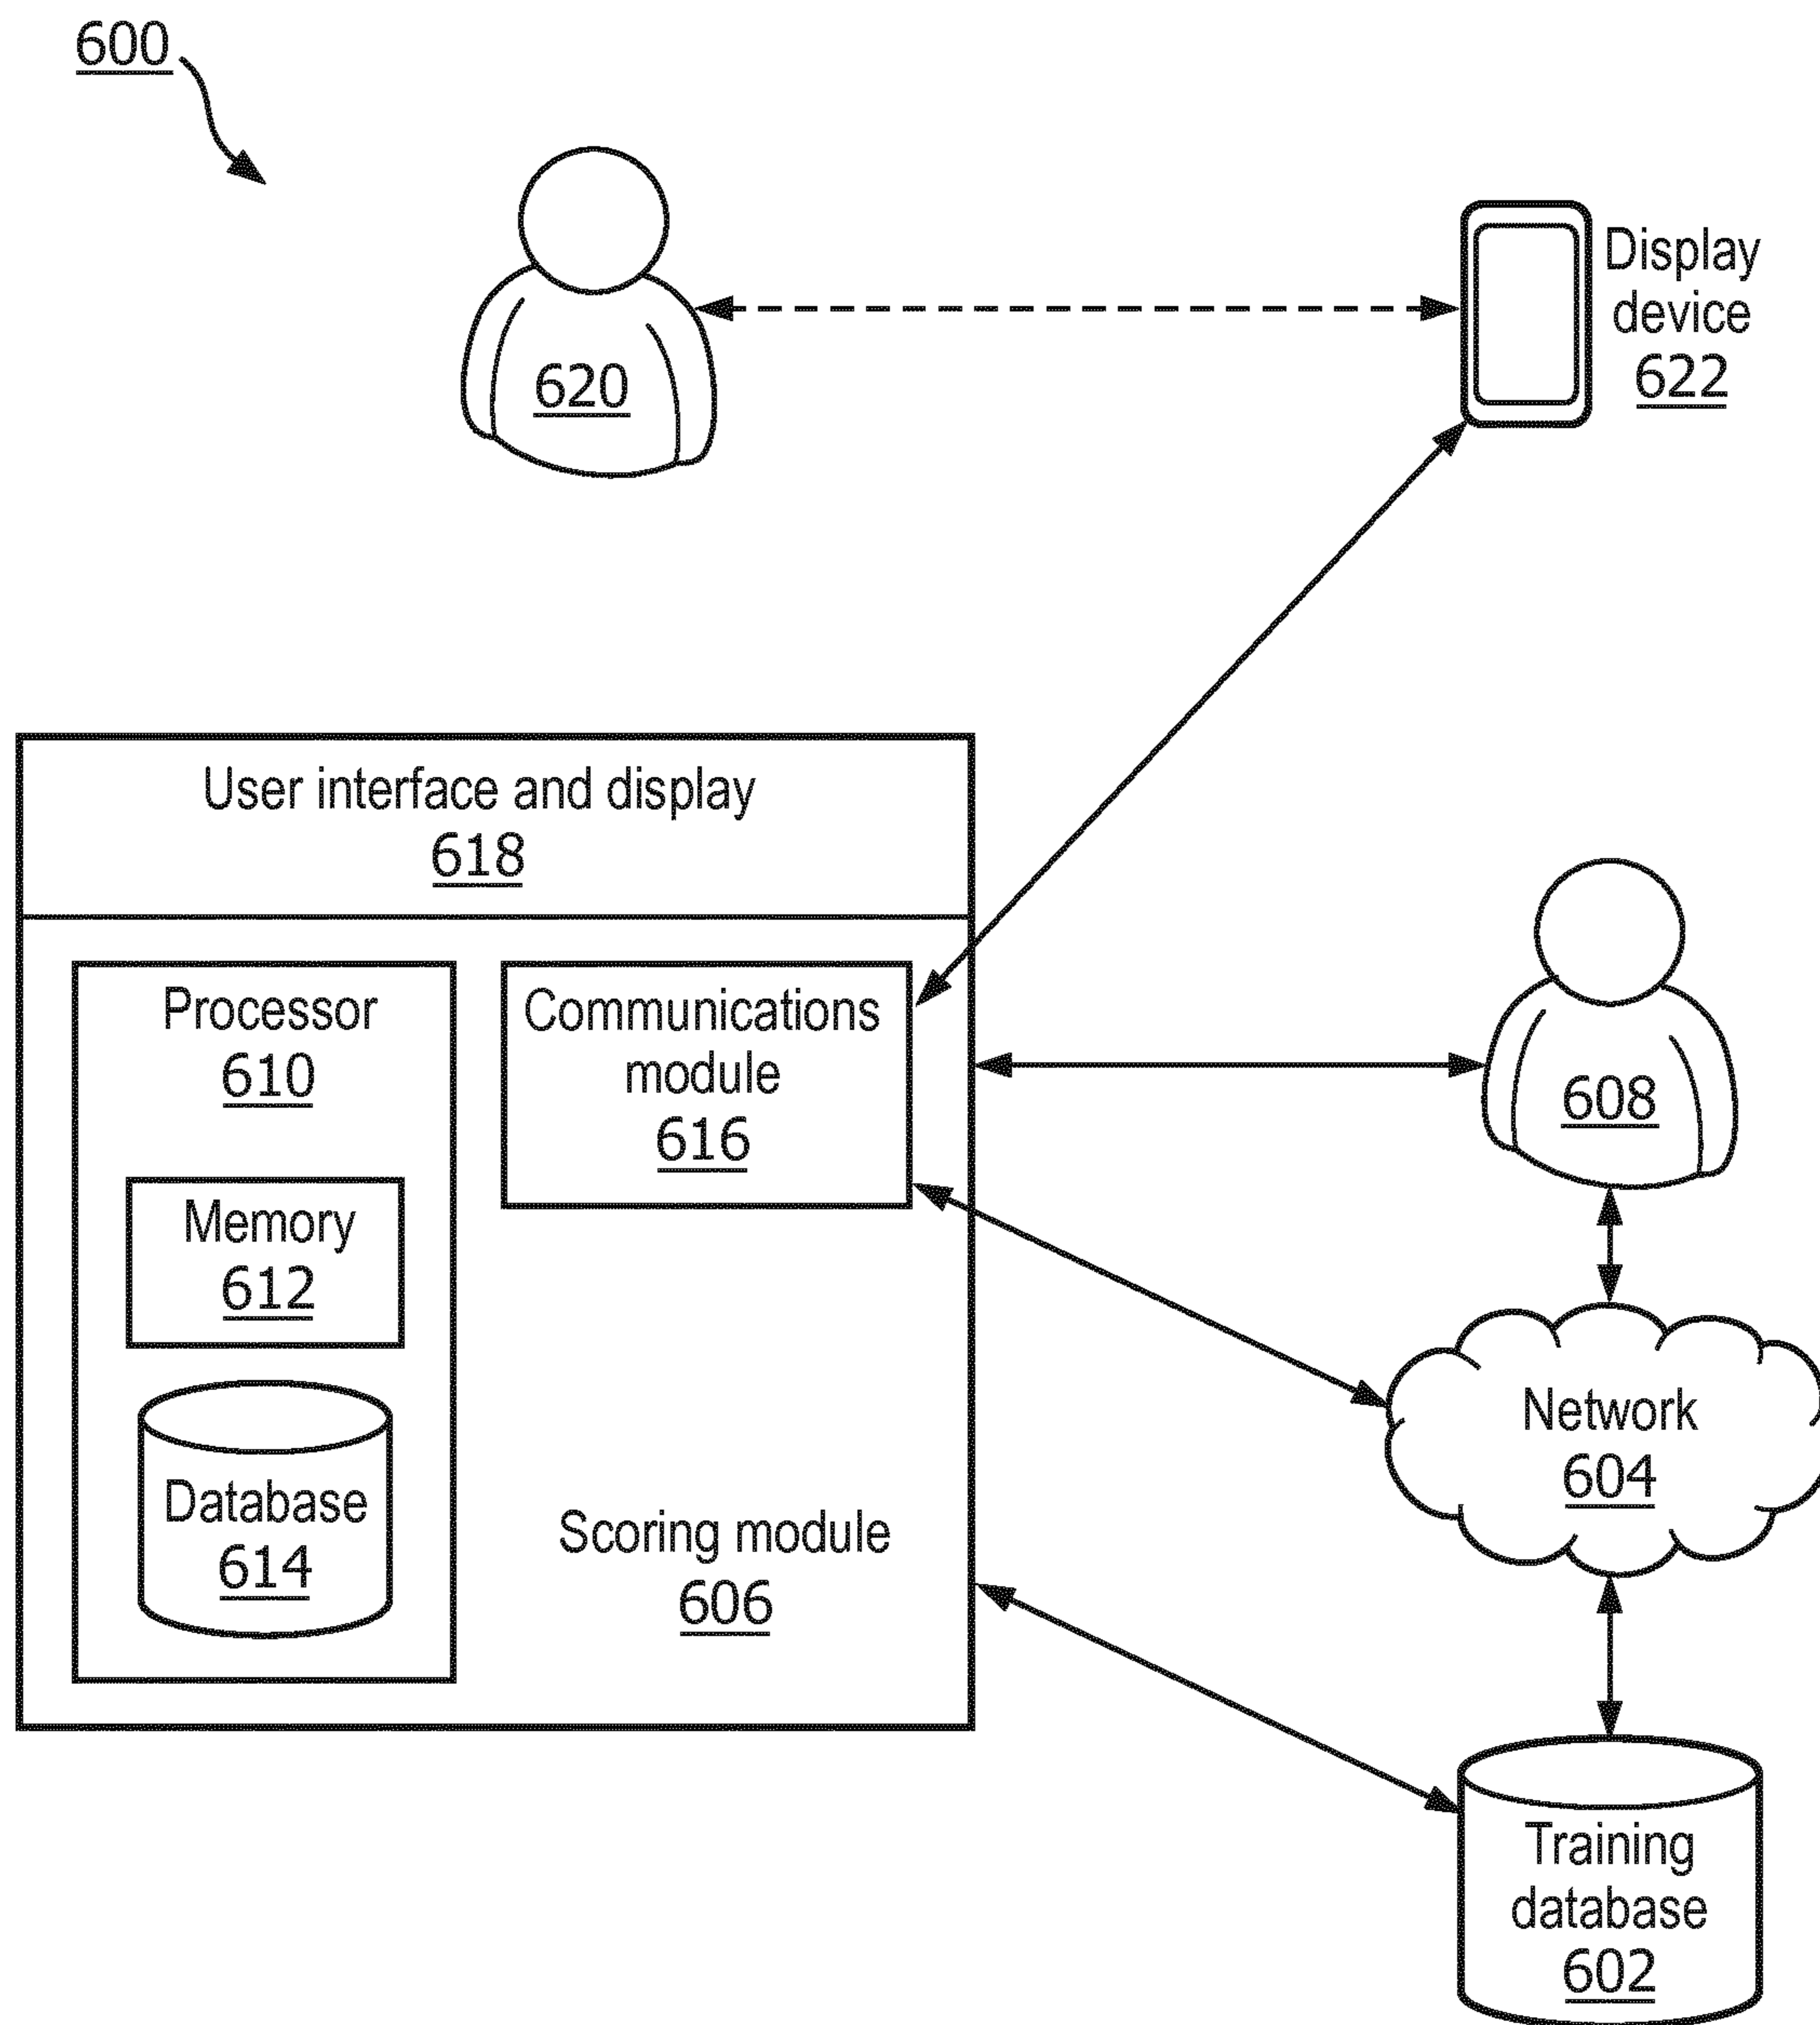 600
620
Display
device
622
User interface and display
618
Processor
610
Communications
module
616
608
Memory
612
Network
604
Database
614
Scoring module
606
Training
database
602